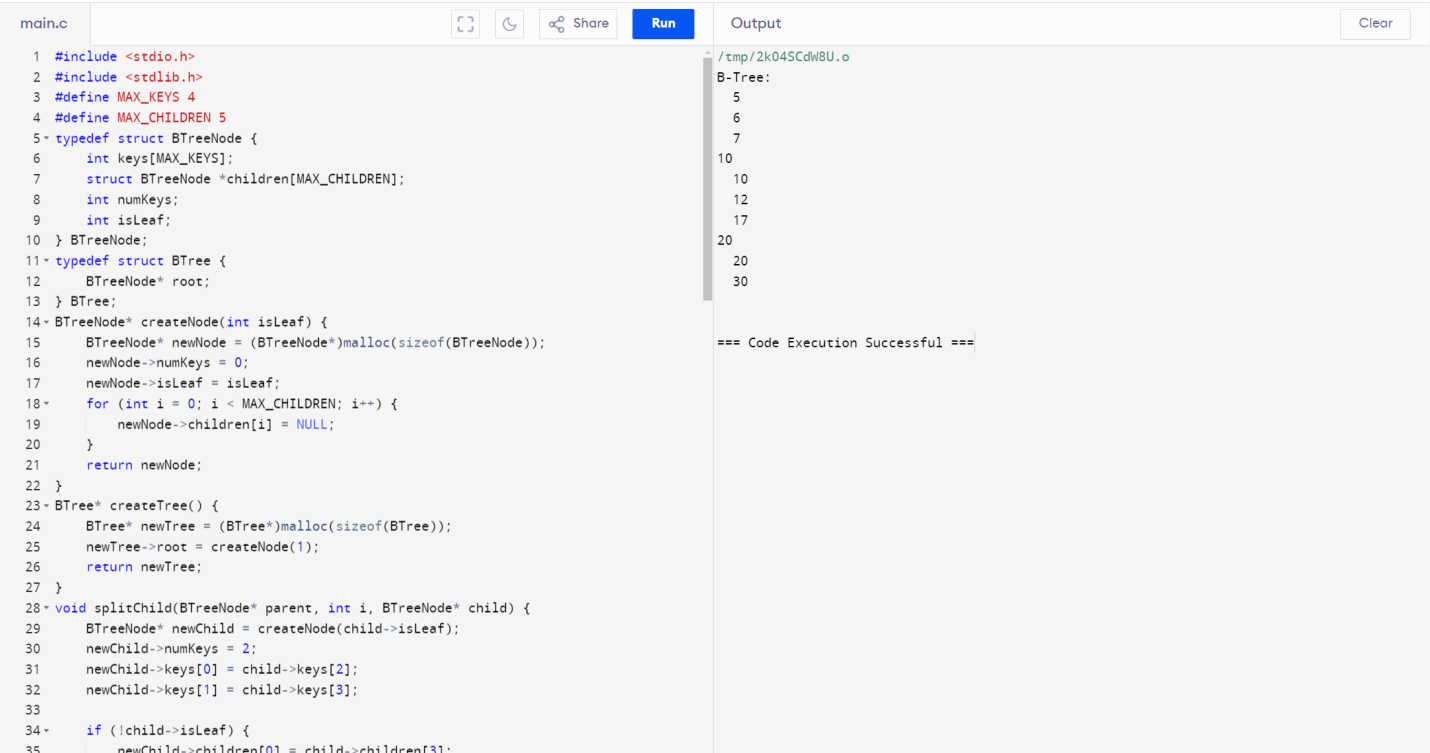 main.c Share Run Output Clear
1 #include <stdio.h>
2 #include <stdlib.h>
3 #define MAX_KEYS 4
4 #define MAX_CHILDREN 5
5 typedef struct BTreeNode {
6 int keys[MAX_KEYS];
7 struct BTreeNode *children[MAX_CHILDREN];
8 int numKeys;
9 int isLeaf;
10 } BTreeNode;
11 typedef struct BTree {
12 BTreeNode* root;
13 } BTree;
14 BTreeNode* createNode(int isLeaf) {
15 BTreeNode* newNode = (BTreeNode*)malloc(sizeof(BTreeNode));
16 newNode->numKeys = 0;
17 newNode->isLeaf = isLeaf;
18 for (int i = 0; i < MAX_CHILDREN; i++) {
19 newNode->children[i] = NULL;
20 }
21 return newNode;
22 }
23 BTree* createTree() {
24 BTree* newTree = (BTree*)malloc(sizeof(BTree));
25 newTree->root = createNode(1);
26 return newTree;
27 }
28 void splitChild(BTreeNode* parent, int i, BTreeNode* child) {
29 BTreeNode* newChild = createNode(child->isLeaf);
30 newChild->numKeys = 2;
31 newChild->keys[0] = child->keys[2];
32 newChild->keys[1] = child->keys[3];
33
34 if (!child->isLeaf) {
35 newChild->children[0] = child->children[3];
/tmp/2kO4SCdW8U.o
B-Tree:
5
6
7
10
10
12
17
20
20
30
=== Code Execution Successful ===